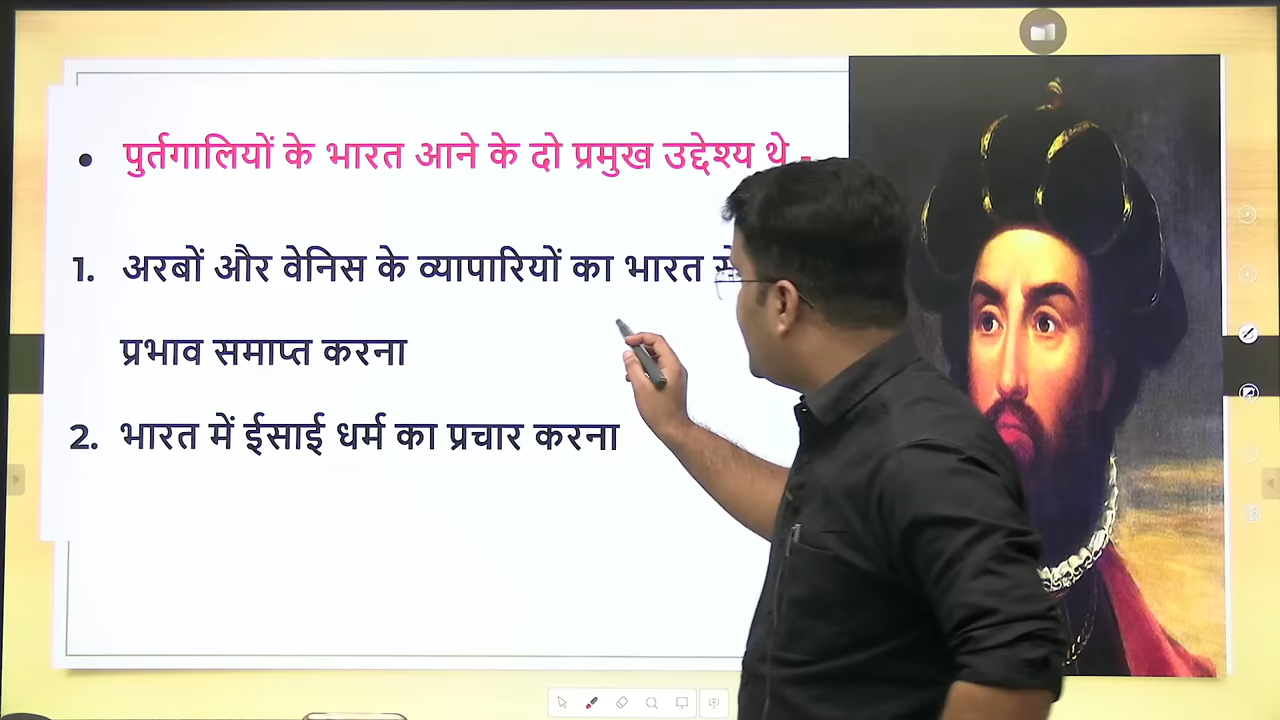 • पुर्तगालियों के भारत आने के दो प्रमुख उद्देश्य थे -
1. अरबों और वेनिस के व्यापारियों का भारत से
प्रभाव समाप्त करना
2. भारत में ईसाई धर्म का प्रचार करना